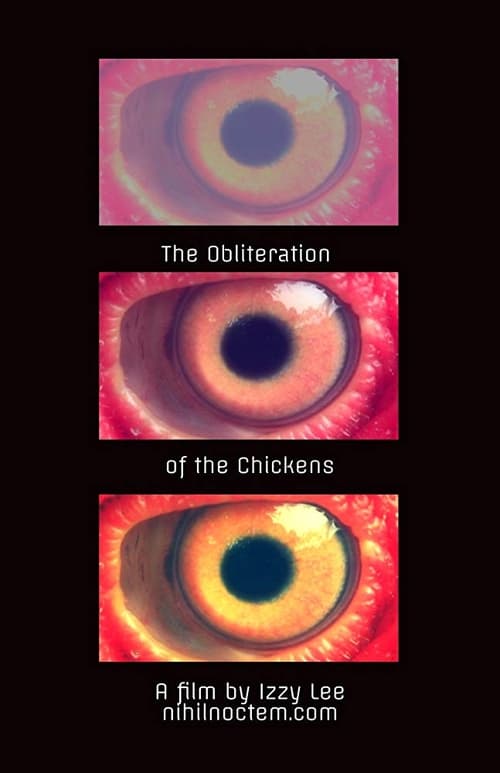 The Obliteration
of the Chickens
A film by Izzy Lee
nihilnoctem.com